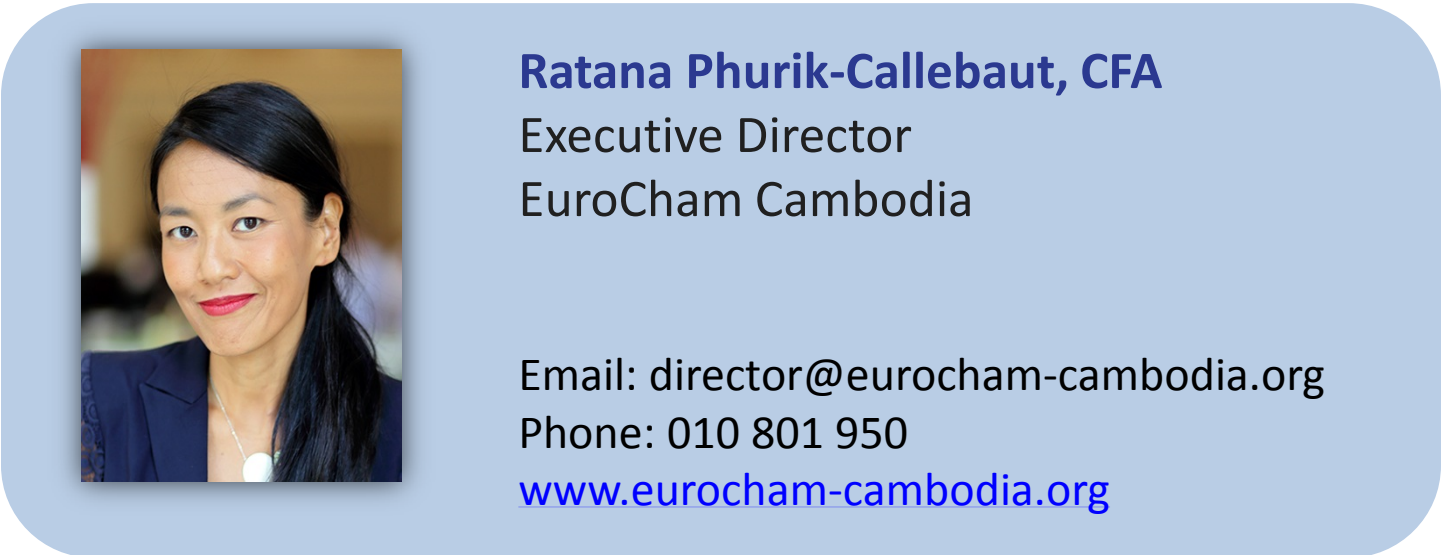 Ratana Phurik-Callebaut, CFA
Executive Director
EuroCham Cambodia
Email: director@eurocham-cambodia.org
Phone: 010 801 950
www.eurocham-cambodia.org